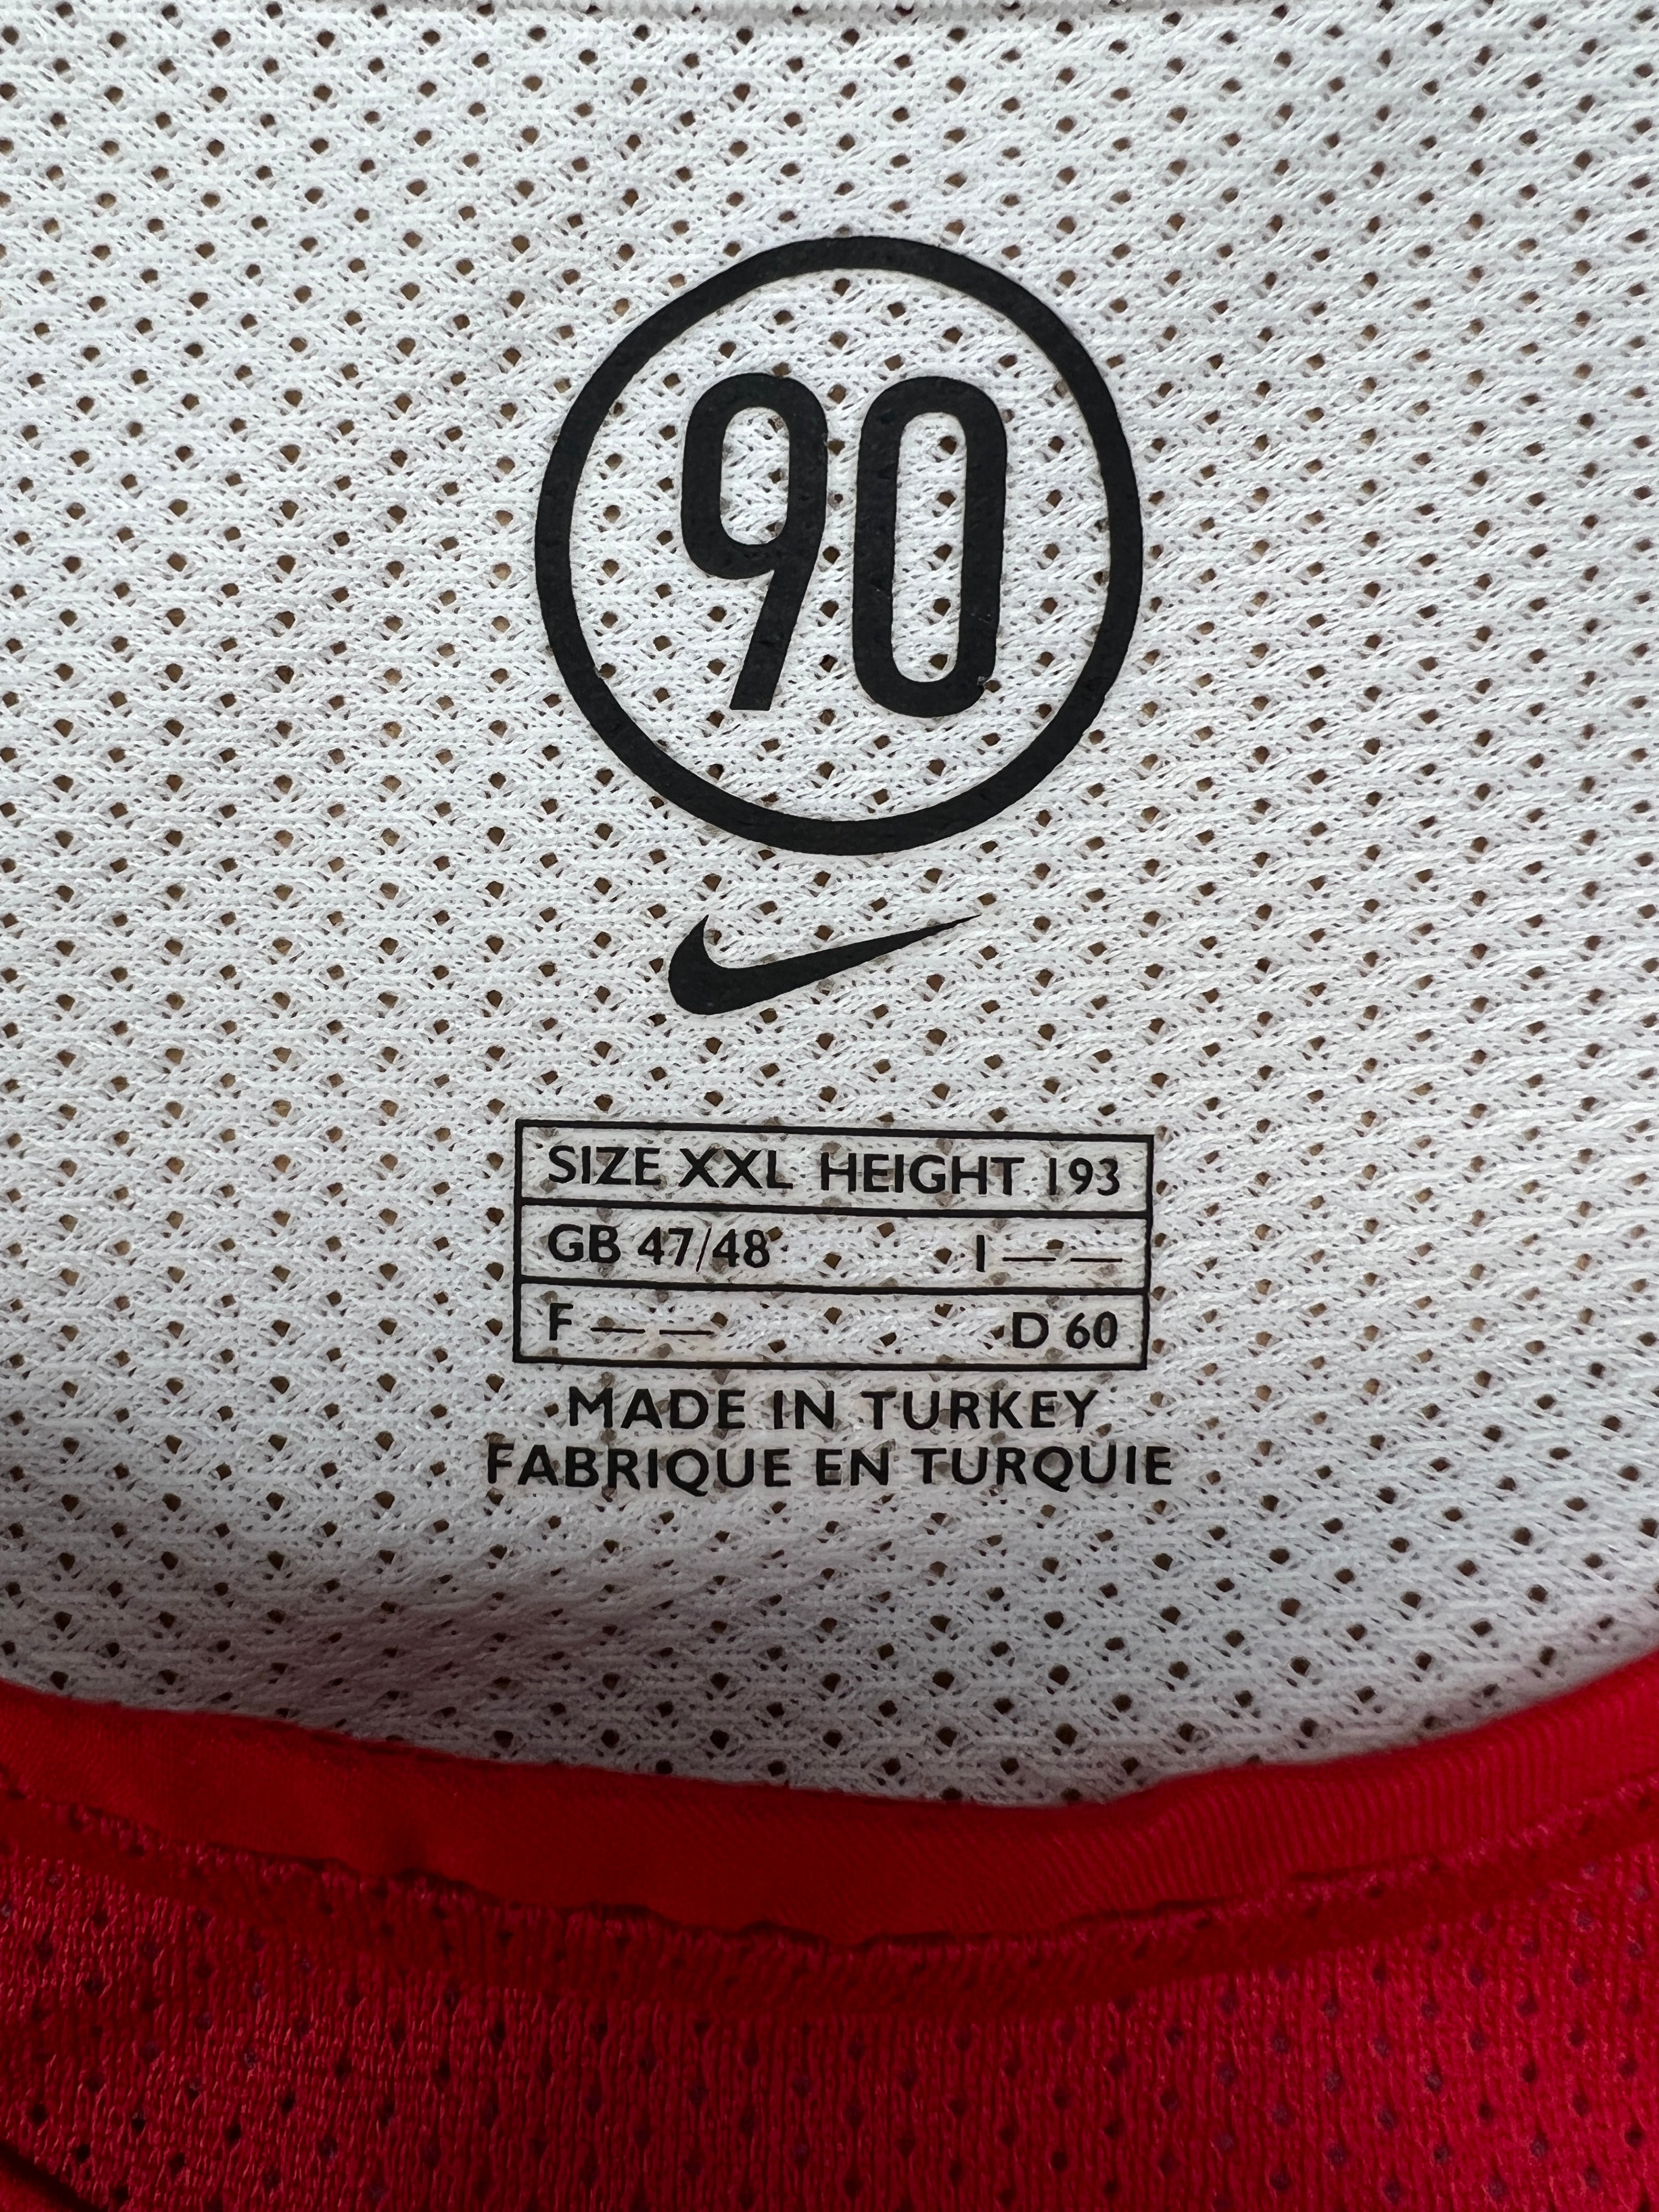 90
SIZE XXL HEIGHT 193
GB 47/48 I — —
F — — D 60
MADE IN TURKEY
FABRIQUE EN TURQUIE